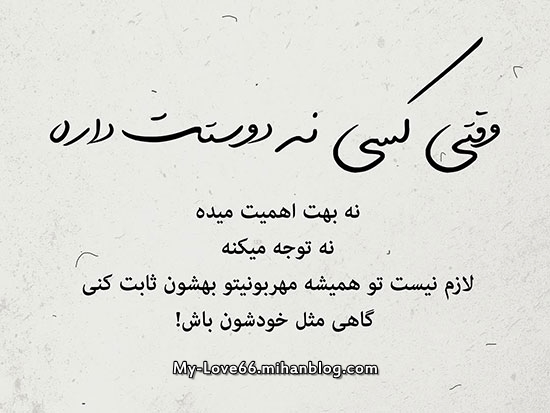 وقتی کسی نه دوستت داره
نه بهت اهمیت میده
نه توجه میکنه
لازم نیست تو همیشه مهربونیتو بهشون ثابت کنی
گاهی مثل خودشون باش!
My-Love66.mihanblog.com